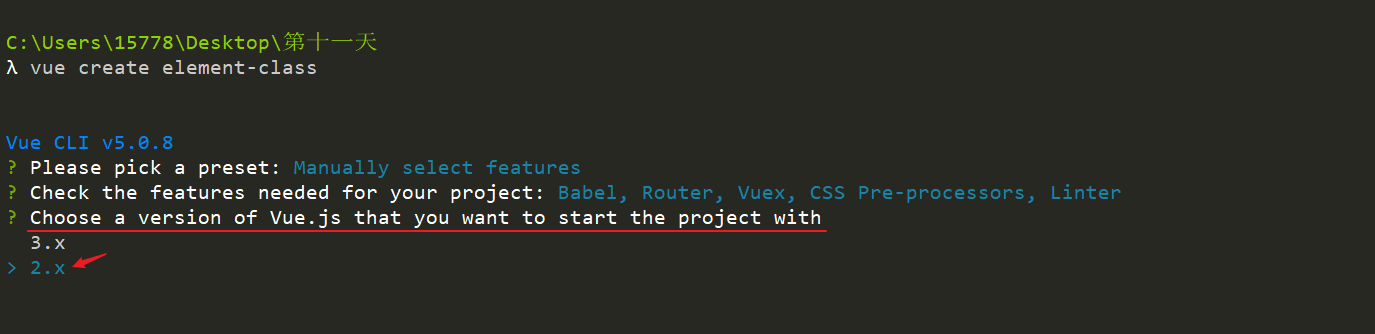 C:\Users\15778\Desktop\第十一天
λ vue create element-class
Vue CLI v5.0.8
? Please pick a preset: Manually select features
? Check the features needed for your project: Babel, Router, Vuex, CSS Pre-processors, Linter
? Choose a version of Vue.js that you want to start the project with
3.x
> 2.x